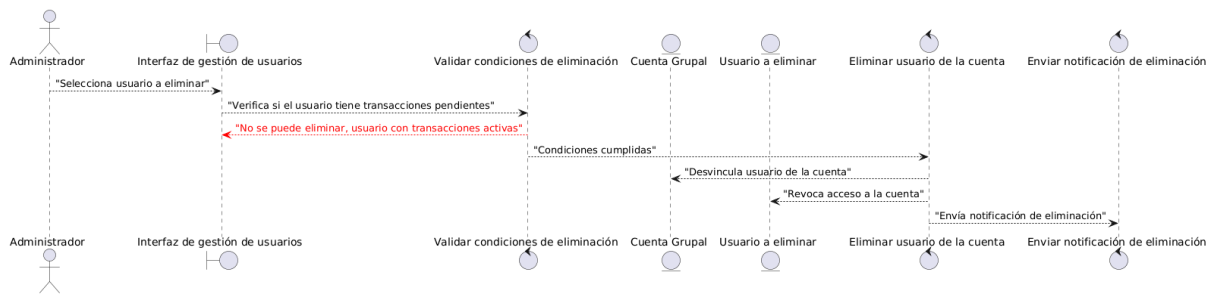 Administrador Interfaz de gestión de usuarios Validar condiciones de eliminación Cuenta Grupal Usuario a eliminar Eliminar usuario de la cuenta Enviar notificación de eliminación
"Selecciona usuario a eliminar"
"Verifica si el usuario tiene transacciones pendientes"
"No se puede eliminar, usuario con transacciones activas"
"Condiciones cumplidas"
"Desvincula usuario de la cuenta"
"Revoca acceso a la cuenta"
"Envía notificación de eliminación"
Administrador Interfaz de gestión de usuarios Validar condiciones de eliminación Cuenta Grupal Usuario a eliminar Eliminar usuario de la cuenta Enviar notificación de eliminación